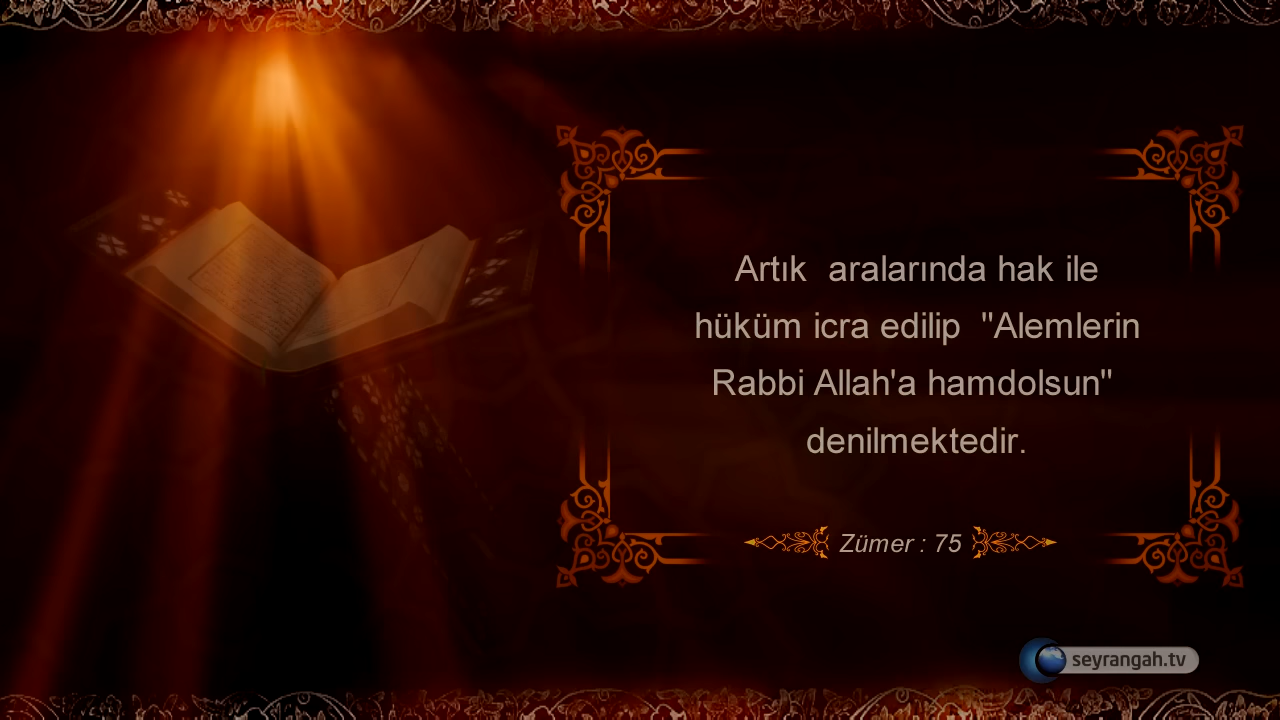 Artık  aralarında hak ile
hüküm icra edilip  "Alemlerin
Rabbi Allah'a hamdolsun"
denilmektedir.
Zümer : 75
seyrangah.tv